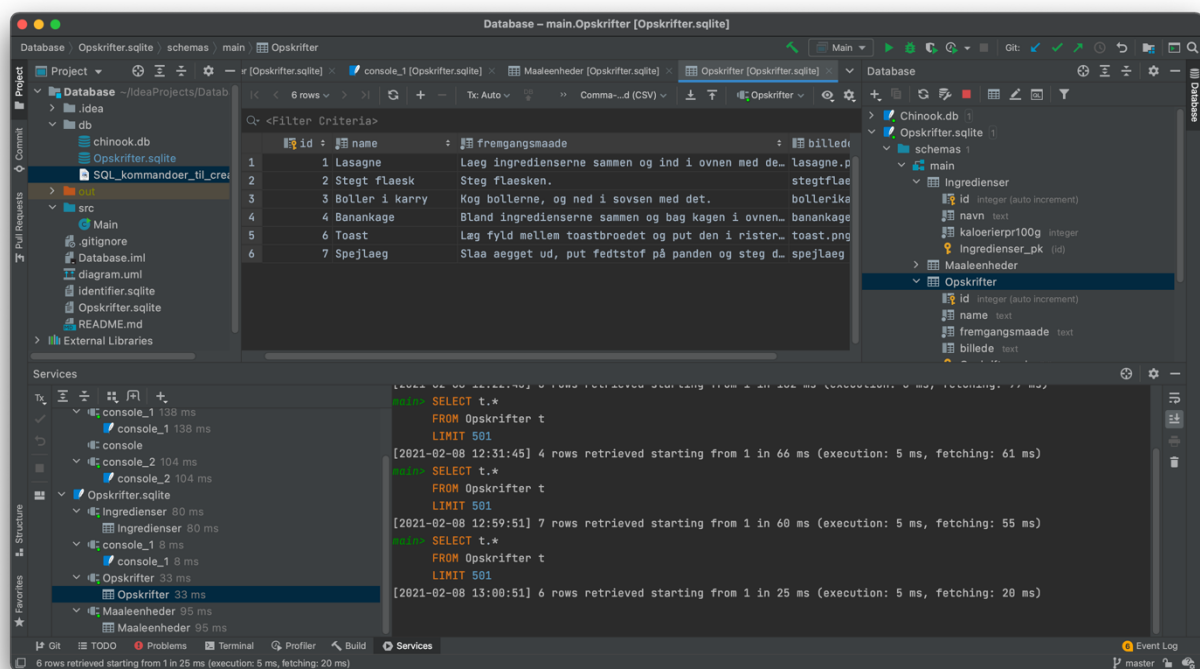 Database – main.Opskrifter [Opskrifter.sqlite]
Database Opskrifter.sqlite schemas main Opskrifter
Main Git:
Project
er [Opskrifter.sqlite] console_1 [Opskrifter.sqlite] Maaleenheder [Opskrifter.sqlite] Opskrifter [Opskrifter.sqlite]
Database
6 rows Tx: Auto Comma-...d (CSV) Opskrifter
<Filter Criteria>
id name fremgangsmaade billede
1 1 Lasagne Laeg ingredienserne sammen og ind i ovnen med de… lasagne.p
2 2 Stegt flaesk Steg flaesken. stegtflae
3 3 Boller i karry Kog bollerne, og ned i sovsen med det. bollerika
4 4 Banankage Bland ingredienserne sammen og bag kagen i ovnen… banankage
5 6 Toast Læg fyld mellem toastbroedet og put den i rister… toast.png
6 7 Spejlaeg Slaa aegget ud, put fedtstof på panden og steg d… spejlaeg
Database ~/IdeaProjects/Datab
.idea
db
chinook.db
Opskrifter.sqlite
SQL_kommandoer_til_crea
out
src
Main
.gitignore
Database.iml
diagram.uml
identifier.sqlite
Opskrifter.sqlite
README.md
External Libraries
Chinook.db 1
Opskrifter.sqlite 1
schemas 1
main
Ingredienser
id integer (auto increment)
navn text
kaloerierpr100g integer
Ingredienser_pk (id)
Maaleenheder
Opskrifter
id integer (auto increment)
name text
fremgangsmaade text
billede text
Project
Commit
Pull Requests
Structure
Favorites
Database
Services
Tx
console_1 138 ms
console_1 138 ms
console
console_2 104 ms
console_2 104 ms
Opskrifter.sqlite
Ingredienser 80 ms
Ingredienser 80 ms
console_1 8 ms
console_1 8 ms
Opskrifter 33 ms
Opskrifter 33 ms
Maaleenheder 95 ms
Maaleenheder 95 ms
main> SELECT t.*
FROM Opskrifter t
LIMIT 501
[2021-02-08 12:31:45] 4 rows retrieved starting from 1 in 66 ms (execution: 5 ms, fetching: 61 ms)
main> SELECT t.*
FROM Opskrifter t
LIMIT 501
[2021-02-08 12:59:51] 7 rows retrieved starting from 1 in 60 ms (execution: 5 ms, fetching: 55 ms)
main> SELECT t.*
FROM Opskrifter t
LIMIT 501
[2021-02-08 13:00:51] 6 rows retrieved starting from 1 in 25 ms (execution: 5 ms, fetching: 20 ms)
Git TODO Problems Terminal Profiler Build Services 6 Event Log
6 rows retrieved starting from 1 in 25 ms (execution: 5 ms, fetching: 20 ms) master